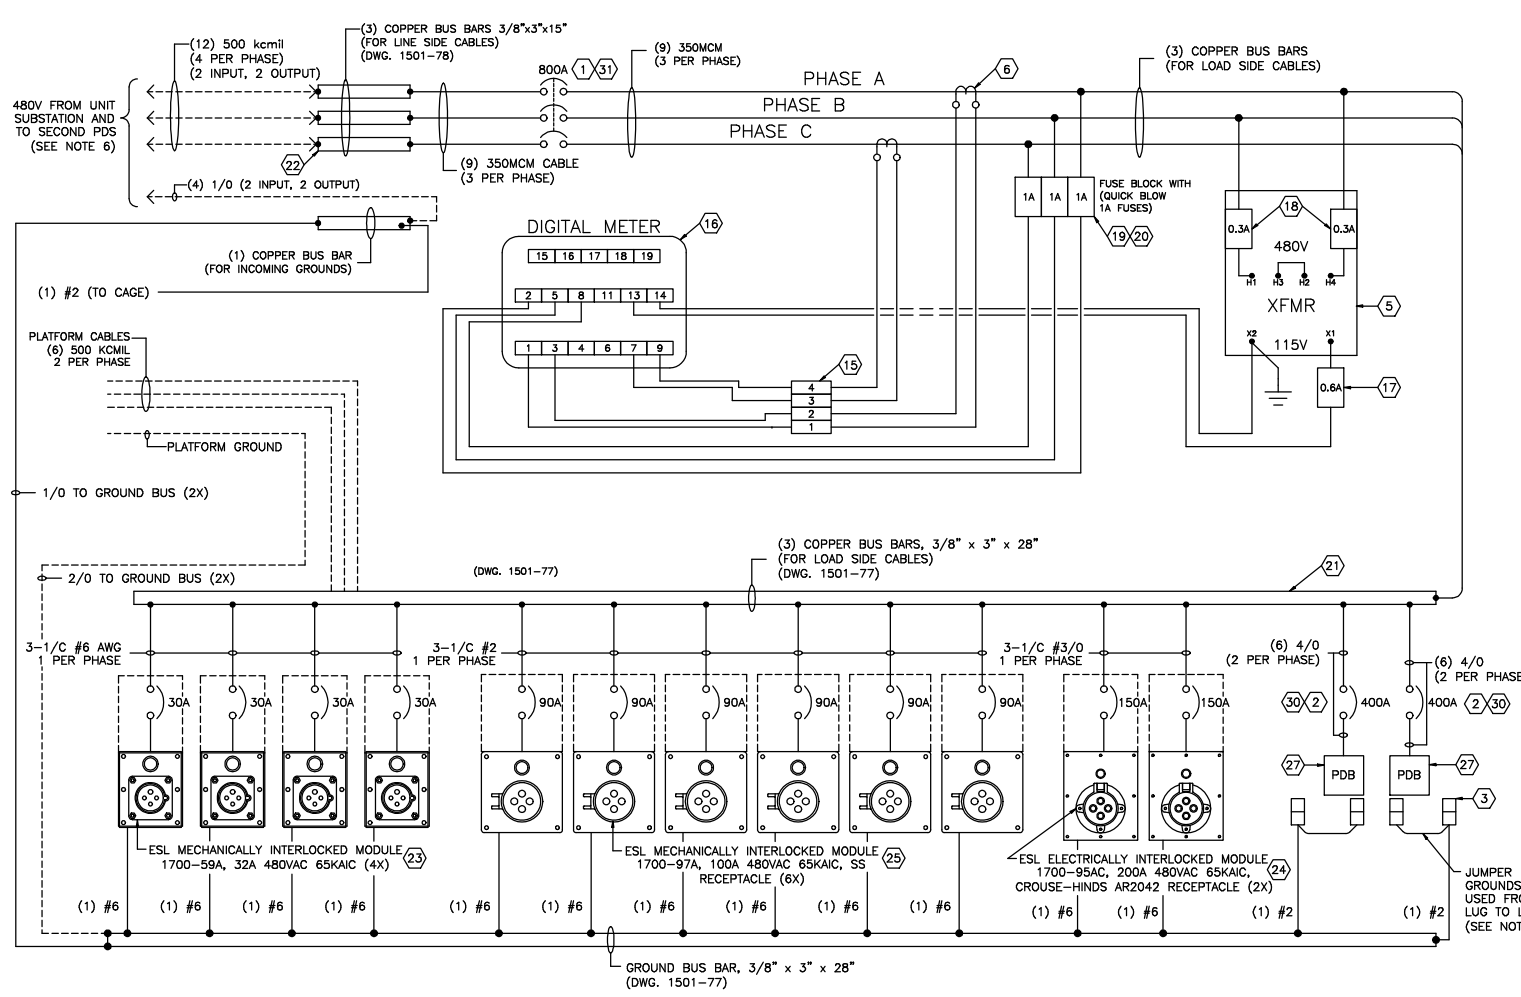 (12) 500 kcmil
(4 PER PHASE)
(2 INPUT, 2 OUTPUT)
(3) COPPER BUS BARS 3/8"x3"x15"
(FOR LINE SIDE CABLES)
(DWG. 1501-78)
800A
1
31
(9) 350MCM
(3 PER PHASE)
PHASE A
PHASE B
PHASE C
6
(3) COPPER BUS BARS
(FOR LOAD SIDE CABLES)
480V FROM UNIT
SUBSTATION AND
TO SECOND PDS
(SEE NOTE 6)
22
(9) 350MCM CABLE
(3 PER PHASE)
(4) 1/0 (2 INPUT, 2 OUTPUT)
(1) COPPER BUS BAR
(FOR INCOMING GROUNDS)
(1) #2 (TO CAGE)
DIGITAL METER
16
15 16 17 18 19
2 5 8 11 13 14
1 3 4 6 7 9
15
4
3
2
1
1A 1A 1A
FUSE BLOCK WITH
(QUICK BLOW
1A FUSES)
19
20
0.3A
18
0.3A
480V
H1 H3 H2 H4
XFMR
5
X2
115V
X1
0.6A
17
PLATFORM CABLES
(6) 500 KCMIL
2 PER PHASE
PLATFORM GROUND
1/0 TO GROUND BUS (2X)
2/0 TO GROUND BUS (2X)
(DWG. 1501-77)
(3) COPPER BUS BARS, 3/8" x 3" x 28"
(FOR LOAD SIDE CABLES)
(DWG. 1501-77)
21
3-1/C #6 AWG
1 PER PHASE
3-1/C #2
1 PER PHASE
3-1/C #3/0
1 PER PHASE
(6) 4/0
(2 PER PHASE)
(6) 4/0
(2 PER PHASE
30A 30A 30A 30A
90A 90A 90A 90A 90A 90A
150A 150A
30
2
400A
400A
2
30
27
PDB
PDB
27
3
ESL MECHANICALLY INTERLOCKED MODULE
1700-59A, 32A 480VAC 65KAIC (4X)
23
ESL MECHANICALLY INTERLOCKED MODULE
1700-97A, 100A 480VAC 65KAIC, SS
RECEPTACLE (6X)
25
ESL ELECTRICALLY INTERLOCKED MODULE
1700-95AC, 200A 480VAC 65KAIC,
CROUSE-HINDS AR2042 RECEPTACLE (2X)
24
JUMPER
GROUNDS
USED
LUG TO
(SEE
(1) #6 (1) #6 (1) #6 (1) #6
(1) #6 (1) #6 (1) #6 (1) #6 (1) #6 (1) #6
(1) #6 (1) #6
(1) #2 (1) #2
GROUND BUS BAR, 3/8" x 3" x 28"
(DWG. 1501-77)